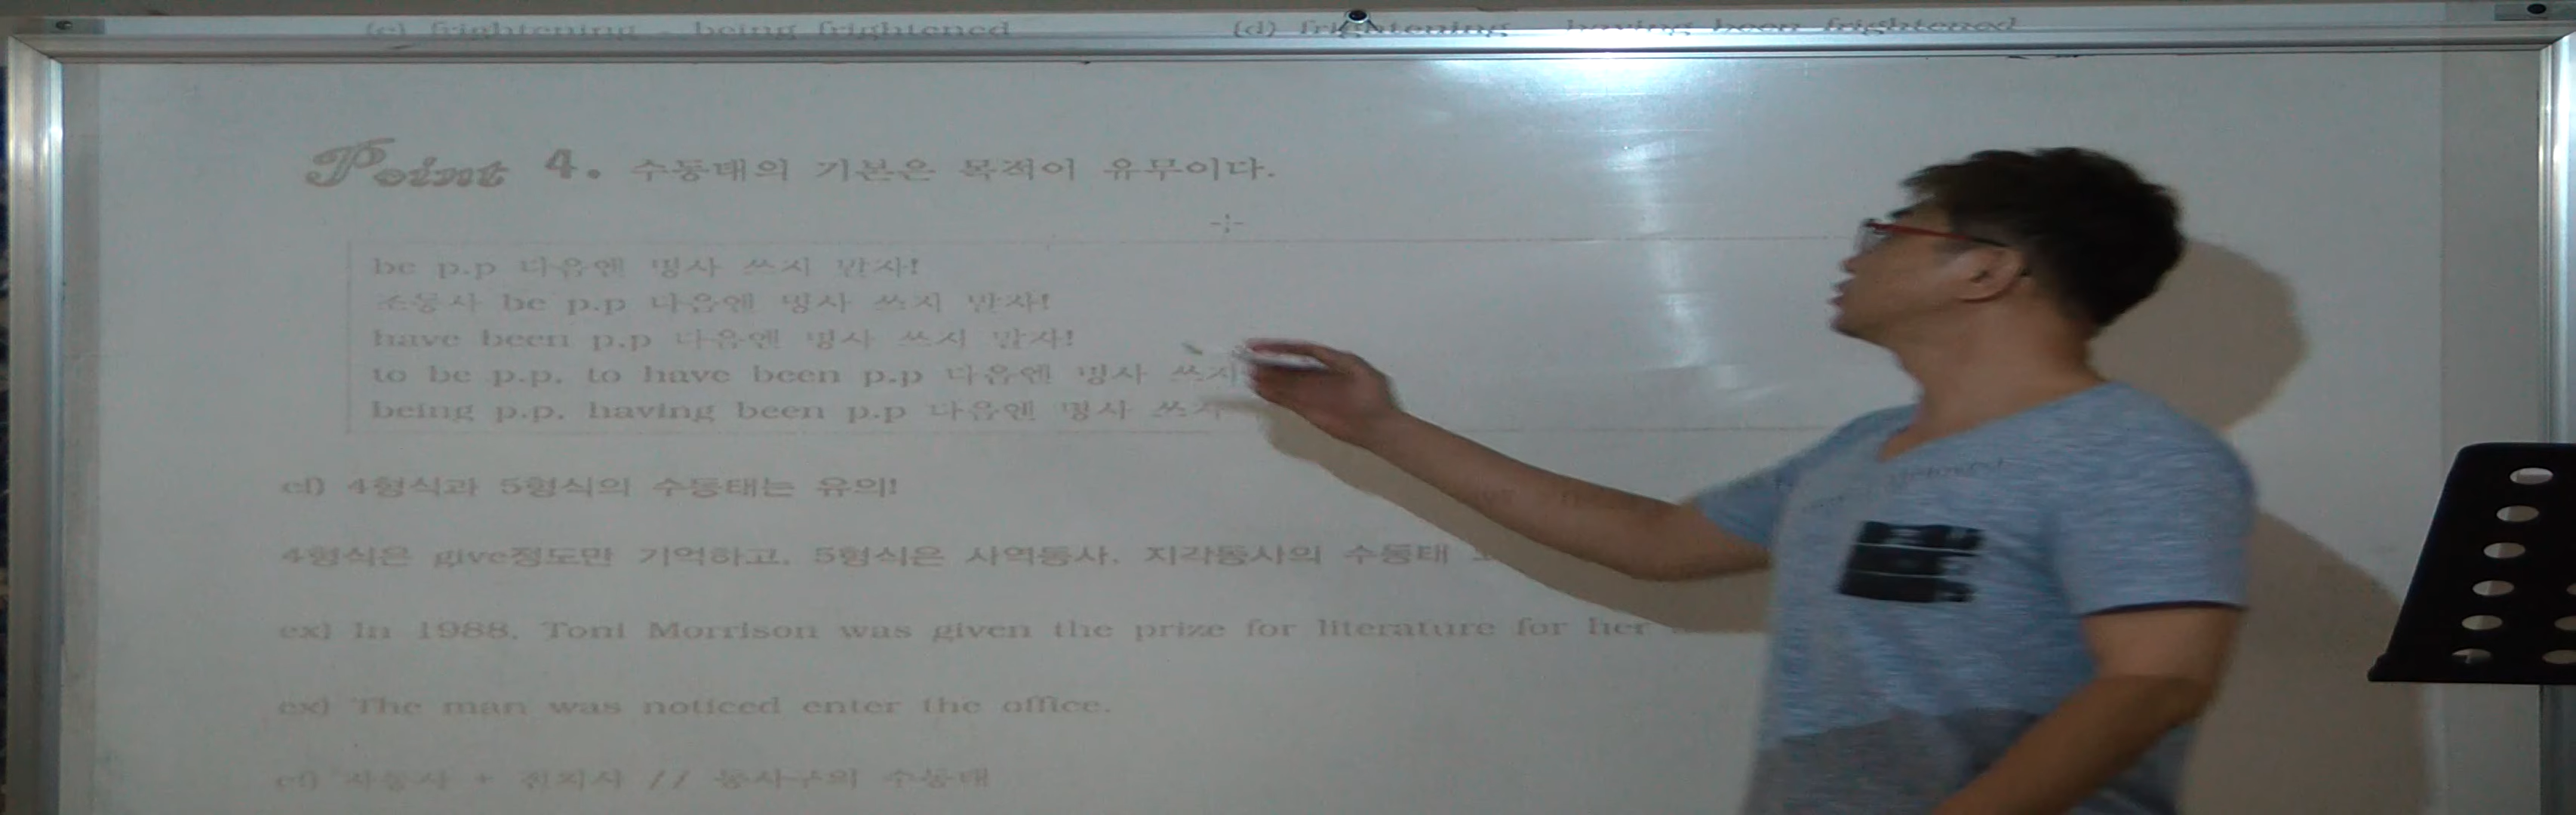 (c) frightening - being frightened (d) frightening - having been frightened
Point 4. 수동태의 기본은 목적어 유무이다.
be p.p 다음엔 명사 쓰지 말자!
조동사 be p.p 다음엔 명사 쓰지 말자!
have been p.p 다음엔 명사 쓰지 말자!
to be p.p, to have been p.p 다음엔 명사 쓰지
being p.p, having been p.p 다음엔 명사 쓰지
cf) 4형식과 5형식의 수동태는 유의!
4형식은 give정도만 기억하고, 5형식은 사역동사, 지각동사의 수동태
ex) In 1988, Toni Morrison was given the prize for literature for her
ex) The man was noticed enter the office.
cf) 자동사 + 전치사 // 동사구의 수동태